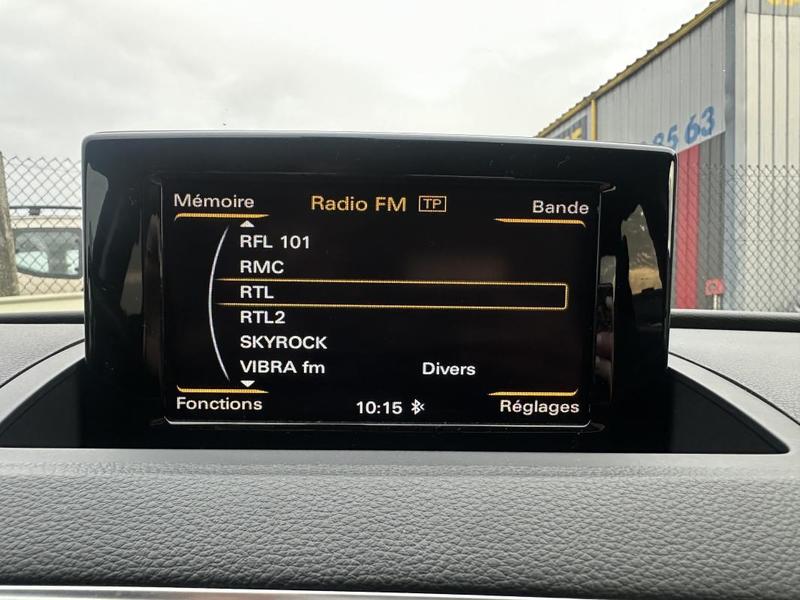 85 63
Mémoire Radio FM TP Bande
RFL 101
RMC
RTL
RTL2
SKYROCK
VIBRA fm Divers
Fonctions 10:15 Réglages